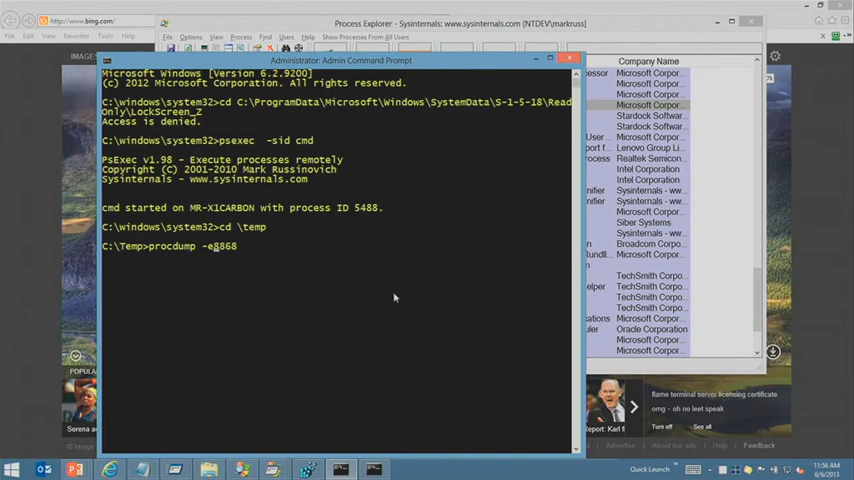 http://www.bing.com/
File Edit View Favorites Tools Help
Process Explorer - Sysinternals: www.sysinternals.com [NTDEV\markruss]
File Options View Process Find Users Help Show Processes From All Users
IMAGES
Administrator: Admin Command Prompt
Microsoft Windows [Version 6.2.9200]
(c) 2012 Microsoft Corporation. All rights reserved.
C:\windows\system32>cd C:\ProgramData\Microsoft\Windows\SystemData\S-1-5-18\Read
Only\LockScreen_Z
Access is denied.
C:\windows\system32>psexec -sid cmd
PsExec v1.98 - Execute processes remotely
Copyright (C) 2001-2010 Mark Russinovich
Sysinternals - www.sysinternals.com
cmd started on MR-X1CARBON with process ID 5488.
C:\windows\system32>cd \temp
C:\Temp>procdump -e8868
Company Name
Microsoft Corpor...
Microsoft Corpor...
Microsoft Corpor...
Microsoft Corpor...
Stardock Softwar...
Stardock Softwar...
Microsoft Corpor...
Lenovo Group Li...
Realtek Semicon...
Intel Corporation
Intel Corporation
Sysinternals - ww...
Sysinternals - ww...
Siber Systems
Sysinternals - ww...
Broadcom Corpo...
Microsoft Corpor...
TechSmith Corpo...
TechSmith Corpo...
TechSmith Corpo...
TechSmith Corpo...
Microsoft Corpor...
Oracle Corporation
Microsoft Corpor...
Microsoft Corpor...
POPULA
Serena
Report: Karl
flame terminal server licensing certificate
omg - oh no leet speak
Turn off See all
Advertise About our ads Help Feedback
Quick Launch
11:56 AM
6/6/2013